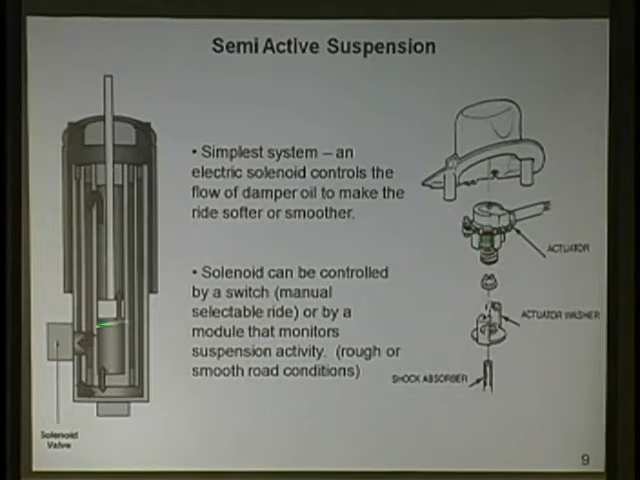 Semi Active Suspension
• Simplest system – an
electric solenoid controls the
flow of damper oil to make the
ride softer or smoother.
• Solenoid can be controlled
by a switch (manual
selectable ride) or by a
module that monitors
suspension activity. (rough or
smooth road conditions)
ACTUATOR
ACTUATOR WASHER
SHOCK ABSORBER
Solenoid
Valve
9